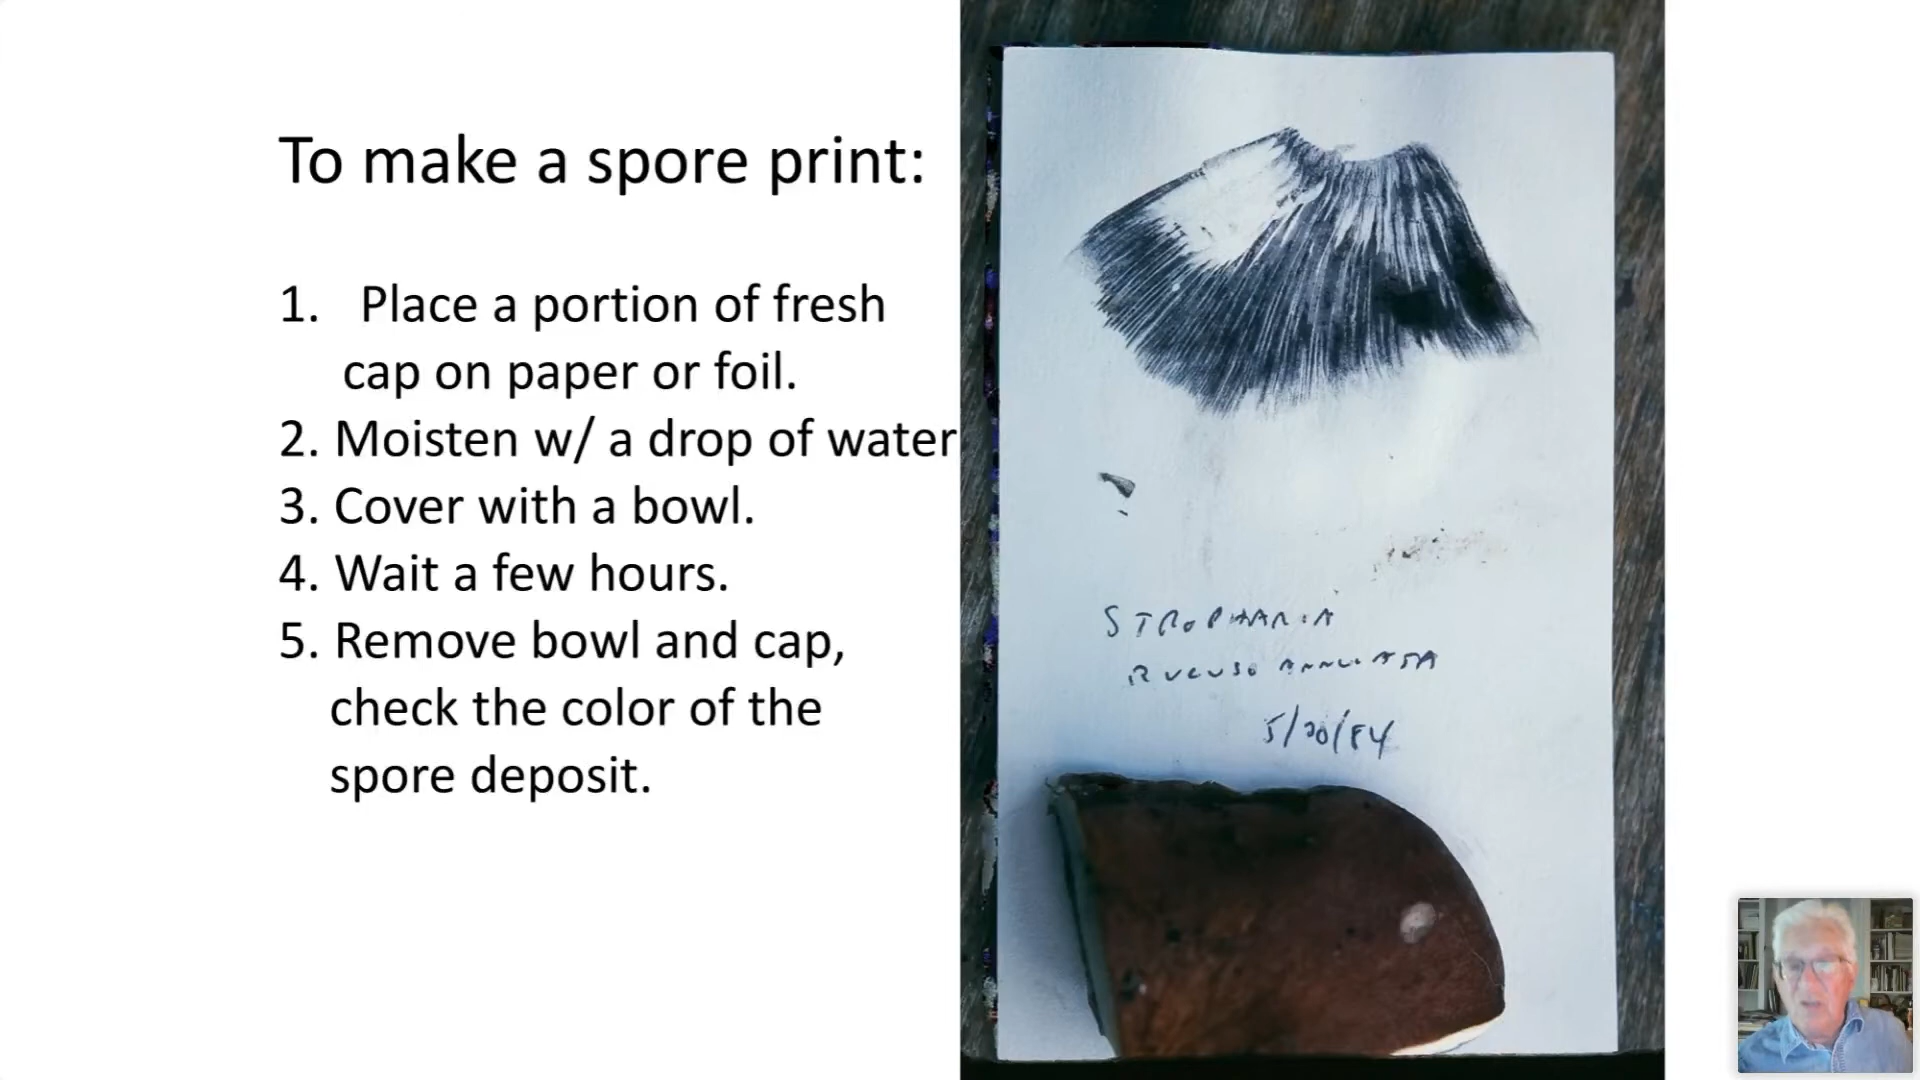 To make a spore print:
1. Place a portion of fresh
cap on paper or foil.
2. Moisten w/ a drop of water
3. Cover with a bowl.
4. Wait a few hours.
5. Remove bowl and cap,
check the color of the
spore deposit.
STROPHARIA
RUGUSO ANNULATA
5/20/84